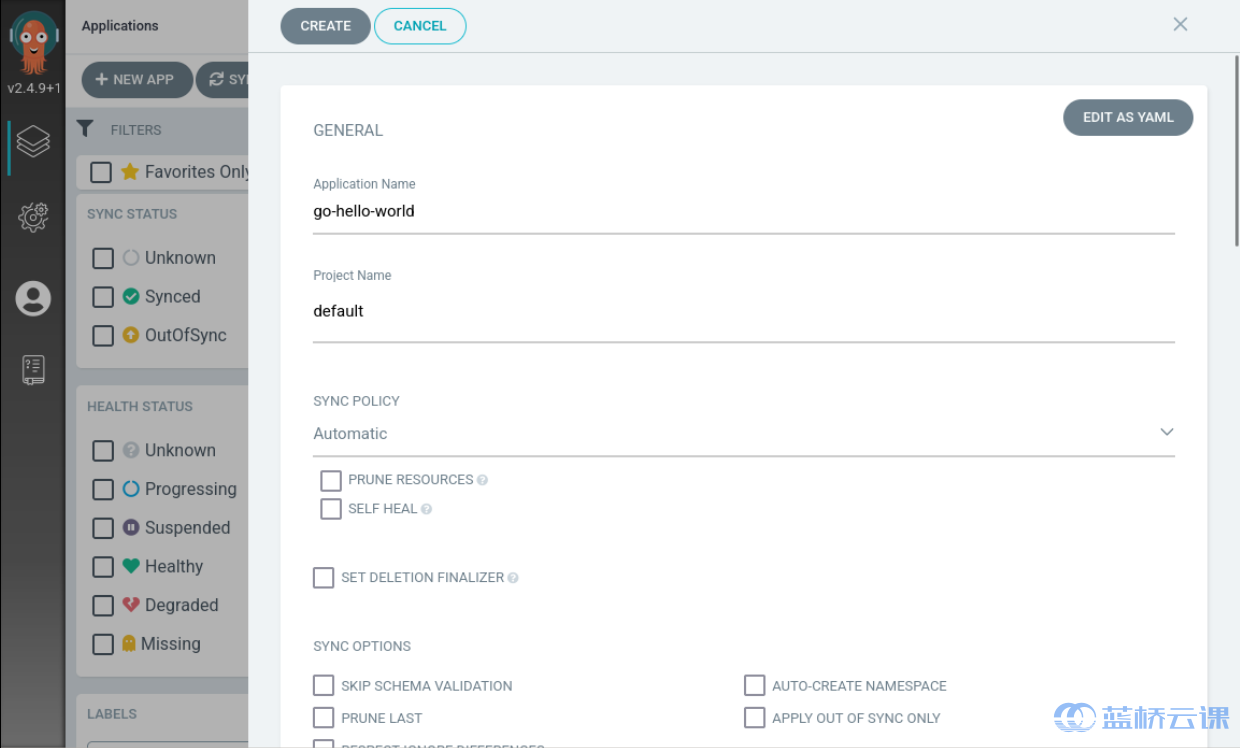 Applications
CREATE
CANCEL
v2.4.9+1
NEW APP
SY
FILTERS
Favorites Only
SYNC STATUS
Unknown
Synced
OutOfSync
HEALTH STATUS
Unknown
Progressing
Suspended
Healthy
Degraded
Missing
LABELS
EDIT AS YAML
GENERAL
Application Name
go-hello-world
Project Name
default
SYNC POLICY
Automatic
PRUNE RESOURCES
SELF HEAL
SET DELETION FINALIZER
SYNC OPTIONS
SKIP SCHEMA VALIDATION
AUTO-CREATE NAMESPACE
PRUNE LAST
APPLY OUT OF SYNC ONLY
RESPECT IGNORE DIFFERENCES
蓝桥云课